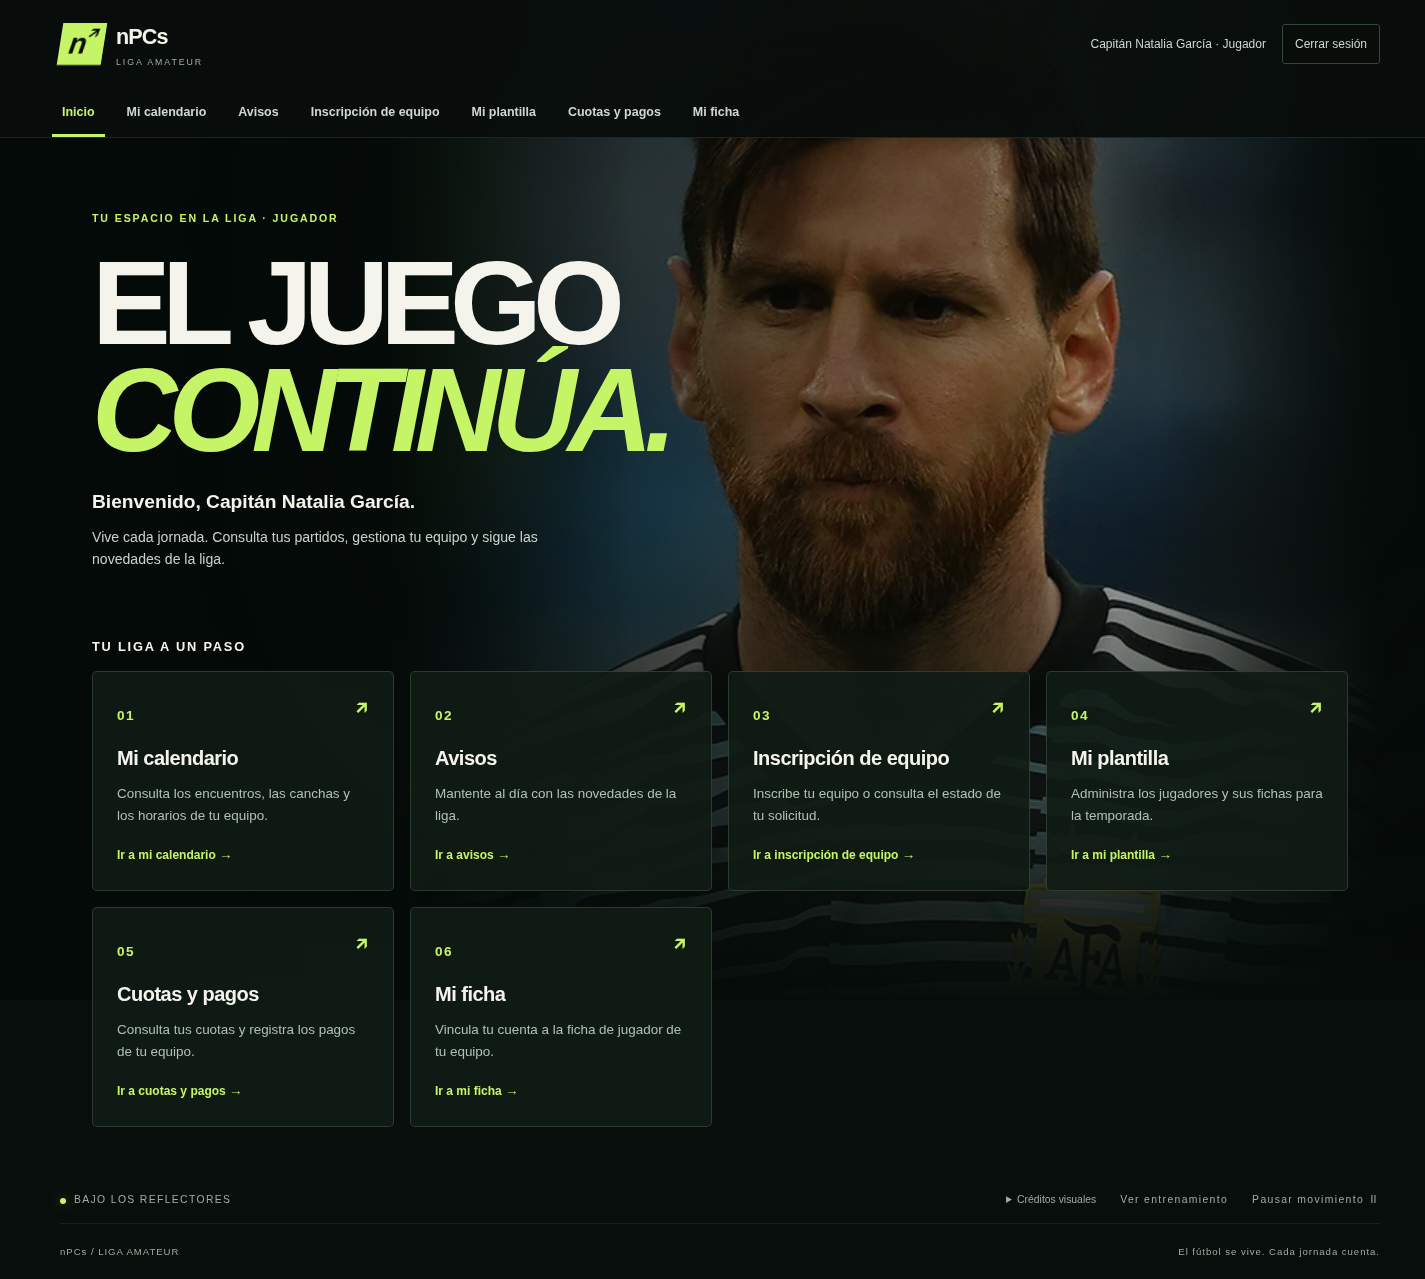 n
nPCs
LIGA AMATEUR
Capitán Natalia García · Jugador
Cerrar sesión
Inicio
Mi calendario
Avisos
Inscripción de equipo
Mi plantilla
Cuotas y pagos
Mi ficha
TU ESPACIO EN LA LIGA · JUGADOR
EL JUEGO
CONTINÚA.
Bienvenido, Capitán Natalia García.
Vive cada jornada. Consulta tus partidos, gestiona tu equipo y sigue las
novedades de la liga.
TU LIGA A UN PASO
01
Mi calendario
Consulta los encuentros, las canchas y
los horarios de tu equipo.
Ir a mi calendario →
02
Avisos
Mantente al día con las novedades de la
liga.
Ir a avisos →
03
Inscripción de equipo
Inscribe tu equipo o consulta el estado de
tu solicitud.
Ir a inscripción de equipo →
04
Mi plantilla
Administra los jugadores y sus fichas para
la temporada.
Ir a mi plantilla →
05
Cuotas y pagos
Consulta tus cuotas y registra los pagos
de tu equipo.
Ir a cuotas y pagos →
06
Mi ficha
Vincula tu cuenta a la ficha de jugador de
tu equipo.
Ir a mi ficha →
AFA
BAJO LOS REFLECTORES
Créditos visuales
Ver entrenamiento
Pausar movimiento
nPCs / LIGA AMATEUR
El fútbol se vive. Cada jornada cuenta.